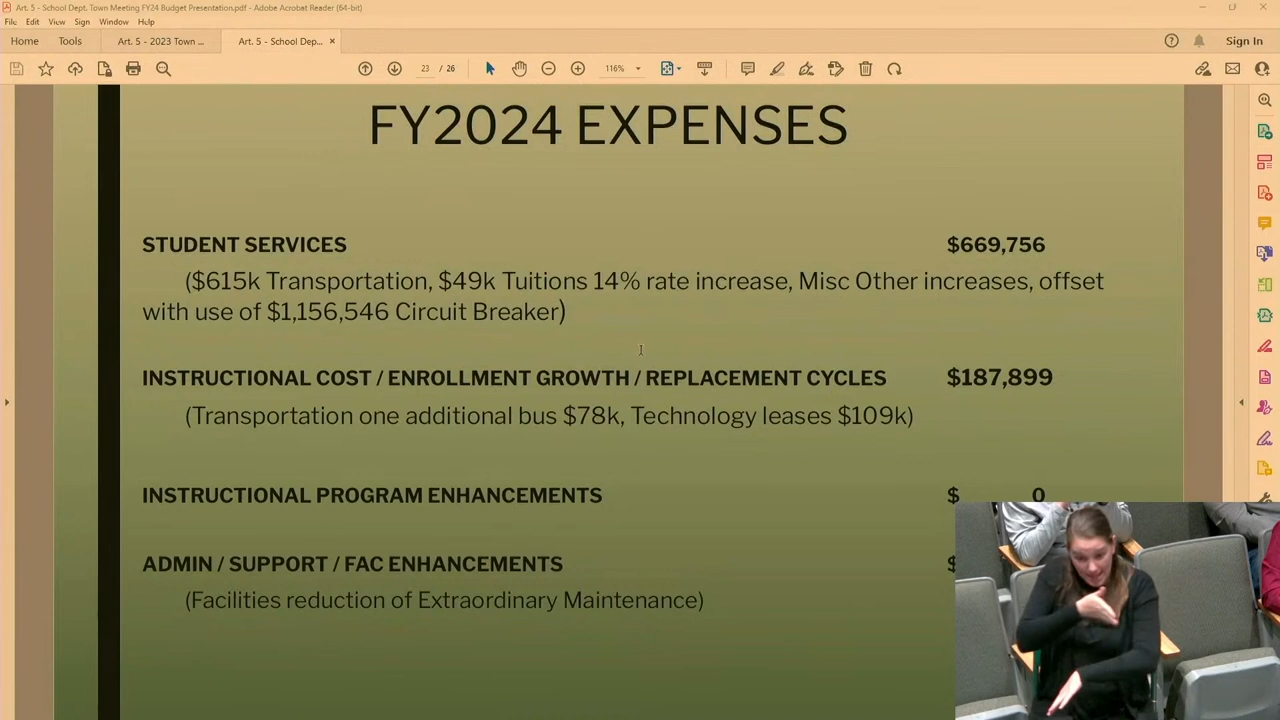 Art. 5 - School Dept. Town Meeting FY24 Budget Presentation.pdf - Adobe Acrobat Reader (64-bit)
File Edit View Sign Window Help
Home Tools Art. 5 - 2023 Town ... Art. 5 - School Dep... × Sign In
23 / 26 116%
FY2024 EXPENSES
STUDENT SERVICES $669,756
($615k Transportation, $49k Tuitions 14% rate increase, Misc Other increases, offset
with use of $1,156,546 Circuit Breaker)
INSTRUCTIONAL COST / ENROLLMENT GROWTH / REPLACEMENT CYCLES $187,899
(Transportation one additional bus $78k, Technology leases $109k)
INSTRUCTIONAL PROGRAM ENHANCEMENTS $ 0
ADMIN / SUPPORT / FAC ENHANCEMENTS $
(Facilities reduction of Extraordinary Maintenance)